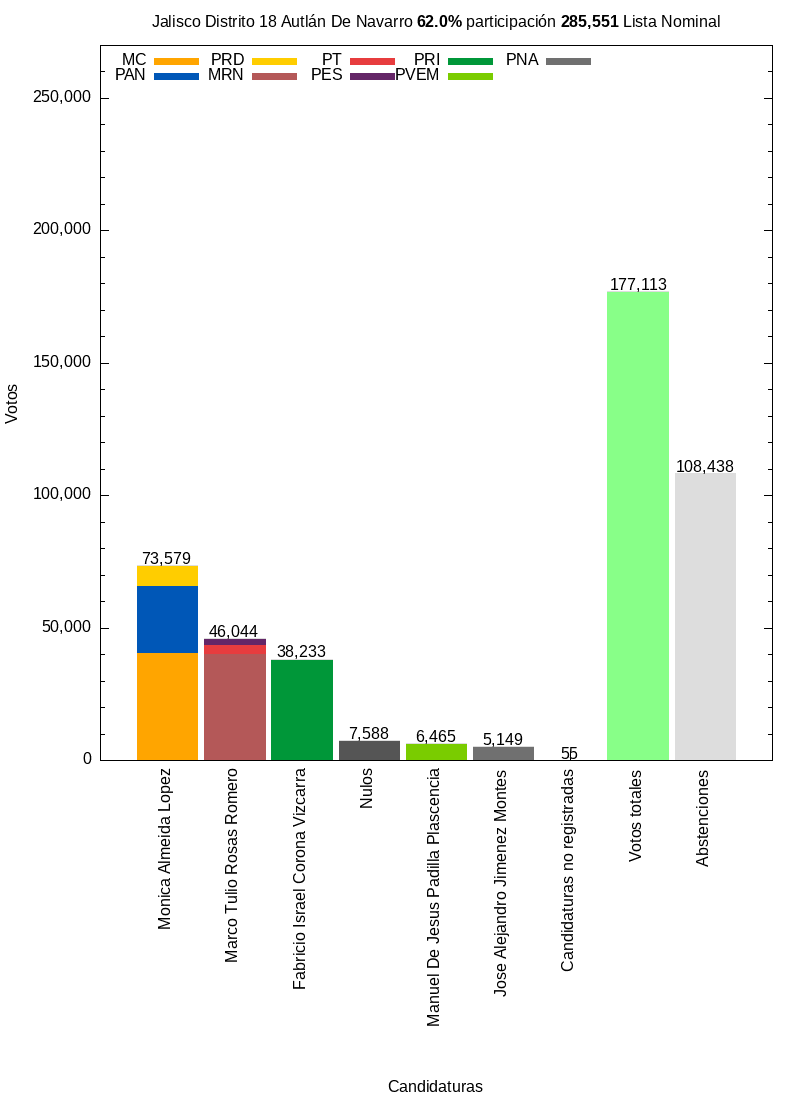 Jalisco Distrito 18 Autlán De Navarro 62.0% participación 285,551 Lista Nominal
MC PRD PT PRI PNA
PAN MRN PES PVEM
250,000
200,000
150,000
100,000
50,000
0
Votos
177,113
108,438
73,579
46,044
38,233
7,588
6,465
5,149
55
Monica Almeida Lopez
Marco Tulio Rosas Romero
Fabricio Israel Corona Vizcarra
Nulos
Manuel De Jesus Padilla Plascencia
Jose Alejandro Jimenez Montes
Candidaturas no registradas
Votos totales
Abstenciones
Candidaturas